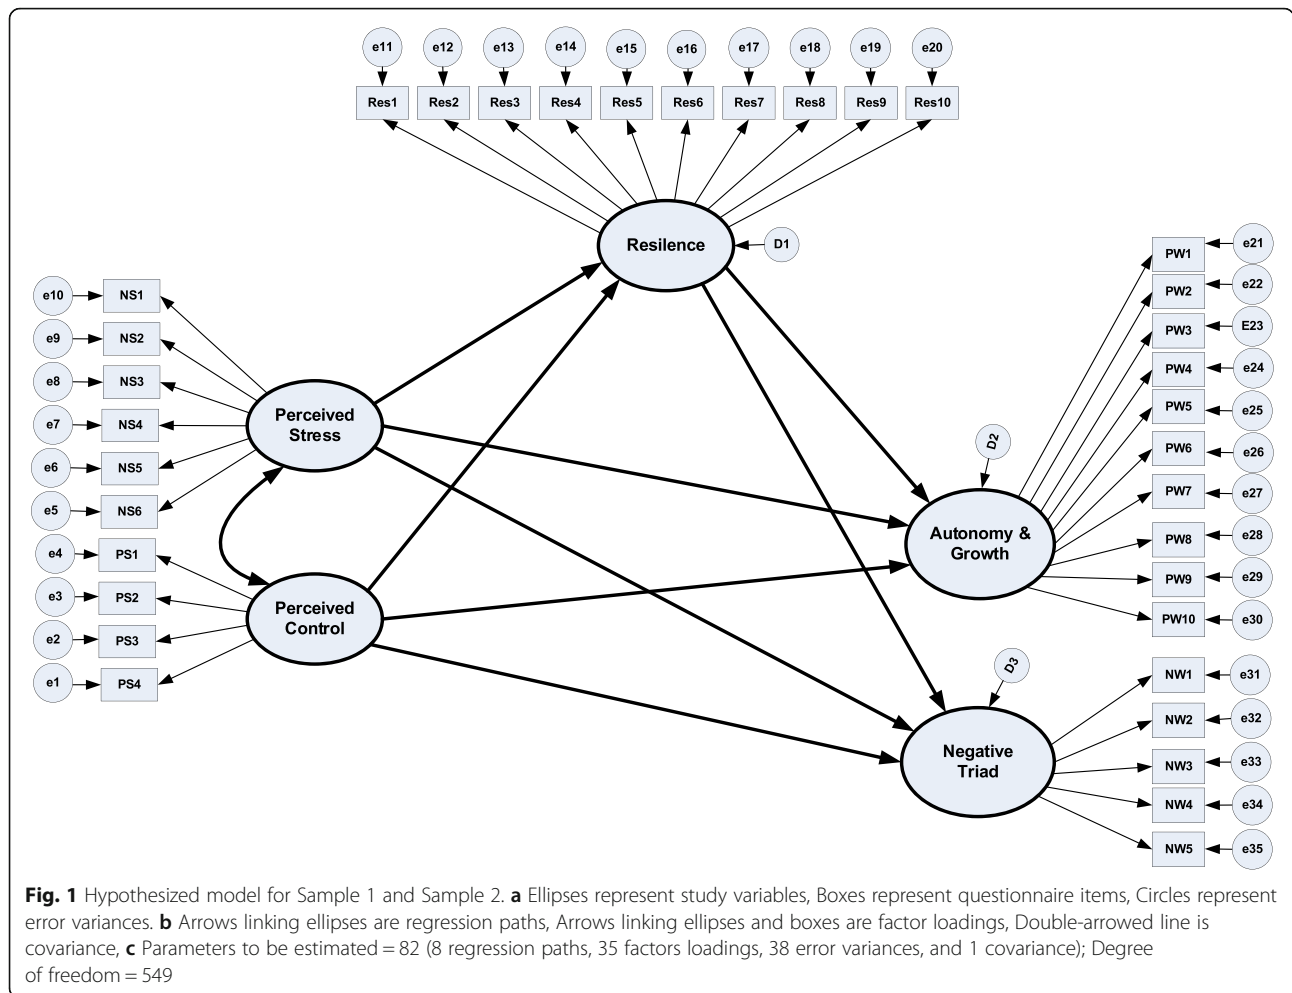 e11 e12 e13 e14 e15 e16 e17 e18 e19 e20
Res1 Res2 Res3 Res4 Res5 Res6 Res7 Res8 Res9 Res10
Resilence
D1
e10 NS1
e9 NS2
e8 NS3
e7 NS4
e6 NS5
e5 NS6
e4 PS1
e3 PS2
e2 PS3
e1 PS4
Perceived
Stress
Perceived
Control
D2
Autonomy &
Growth
D3
Negative
Triad
PW1 e21
PW2 e22
PW3 E23
PW4 e24
PW5 e25
PW6 e26
PW7 e27
PW8 e28
PW9 e29
PW10 e30
NW1 e31
NW2 e32
NW3 e33
NW4 e34
NW5 e35
Fig. 1 Hypothesized model for Sample 1 and Sample 2. a Ellipses represent study variables, Boxes represent questionnaire items, Circles represent
error variances. b Arrows linking ellipses are regression paths, Arrows linking ellipses and boxes are factor loadings, Double-arrowed line is
covariance, c Parameters to be estimated = 82 (8 regression paths, 35 factors loadings, 38 error variances, and 1 covariance); Degree
of freedom = 549